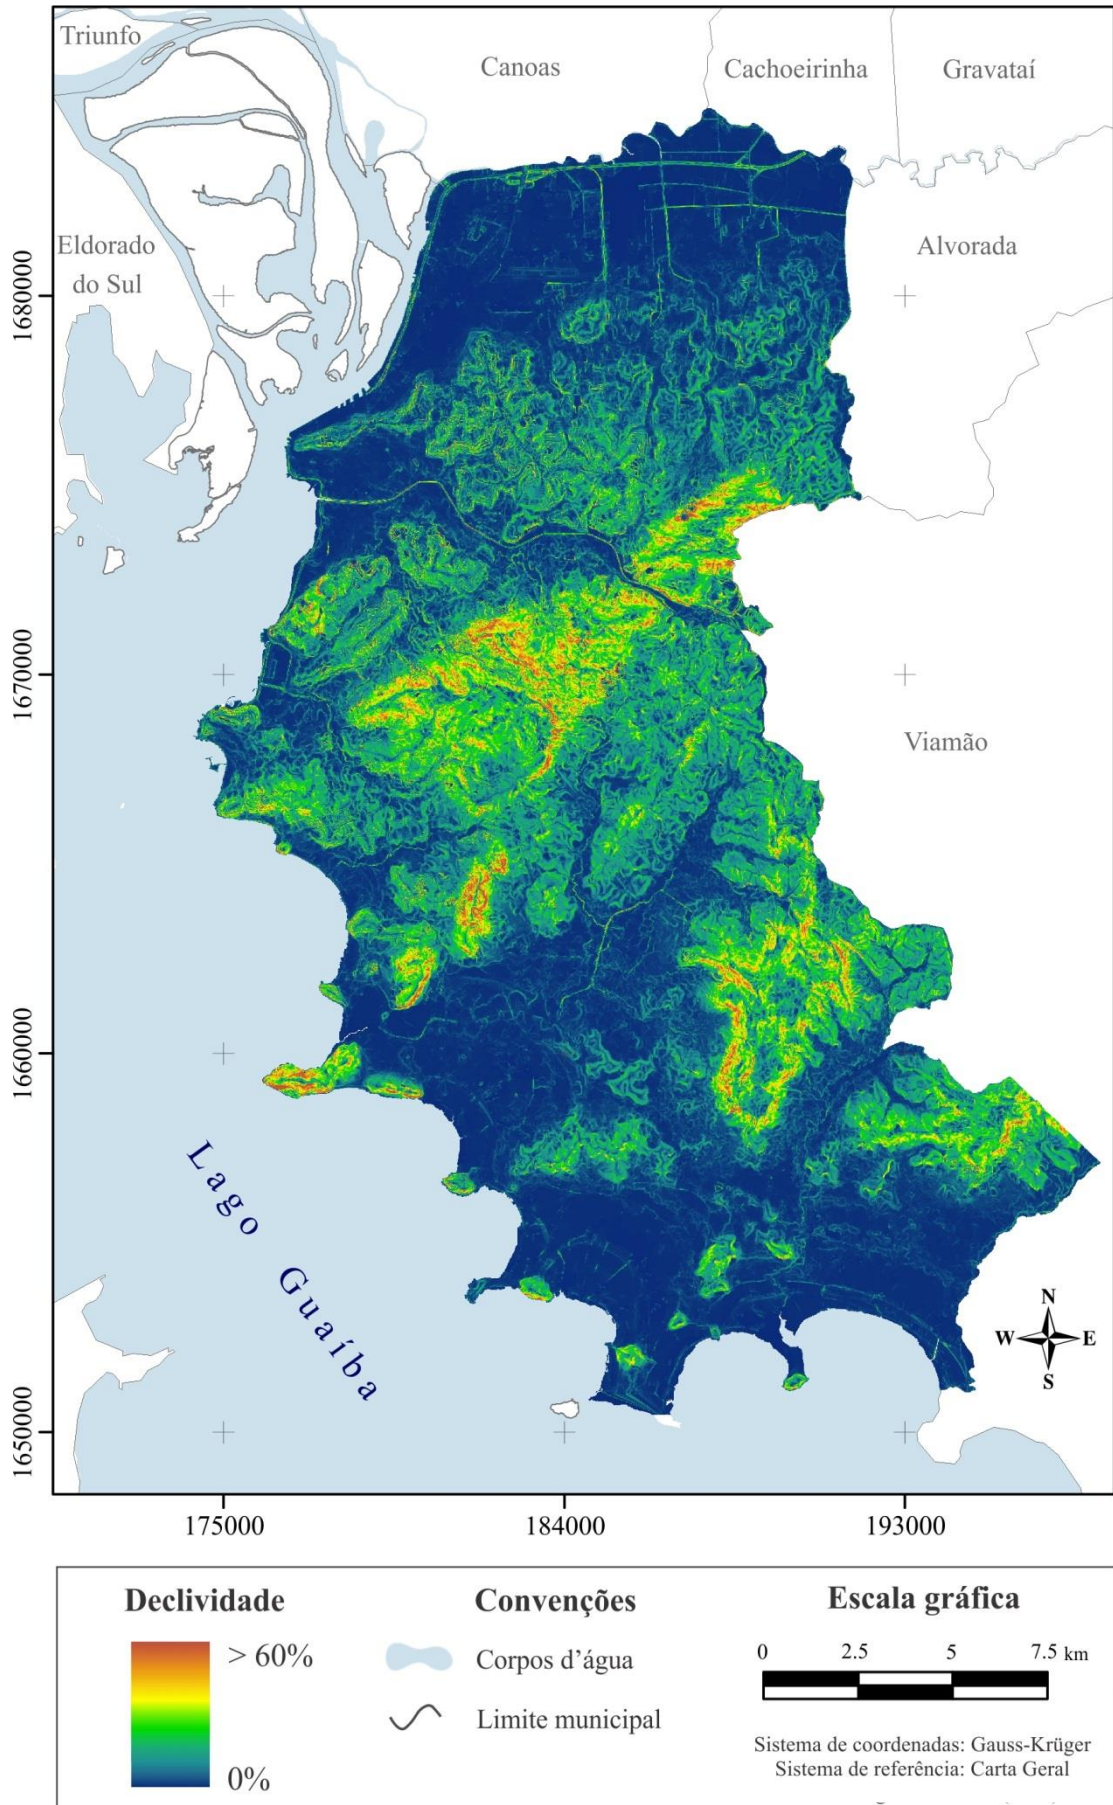 Triunfo
Canoas
Cachoeirinha
Gravataí
Eldorado
do Sul
Alvorada
Viamão
Lago Guaíba
N
W E
S
1680000
1670000
1660000
1650000
175000
184000
193000
Declividade
> 60%
0%
Convenções
Corpos d'água
Limite municipal
Escala gráfica
0 2.5 5 7.5 km
Sistema de coordenadas: Gauss-Krüger
Sistema de referência: Carta Geral